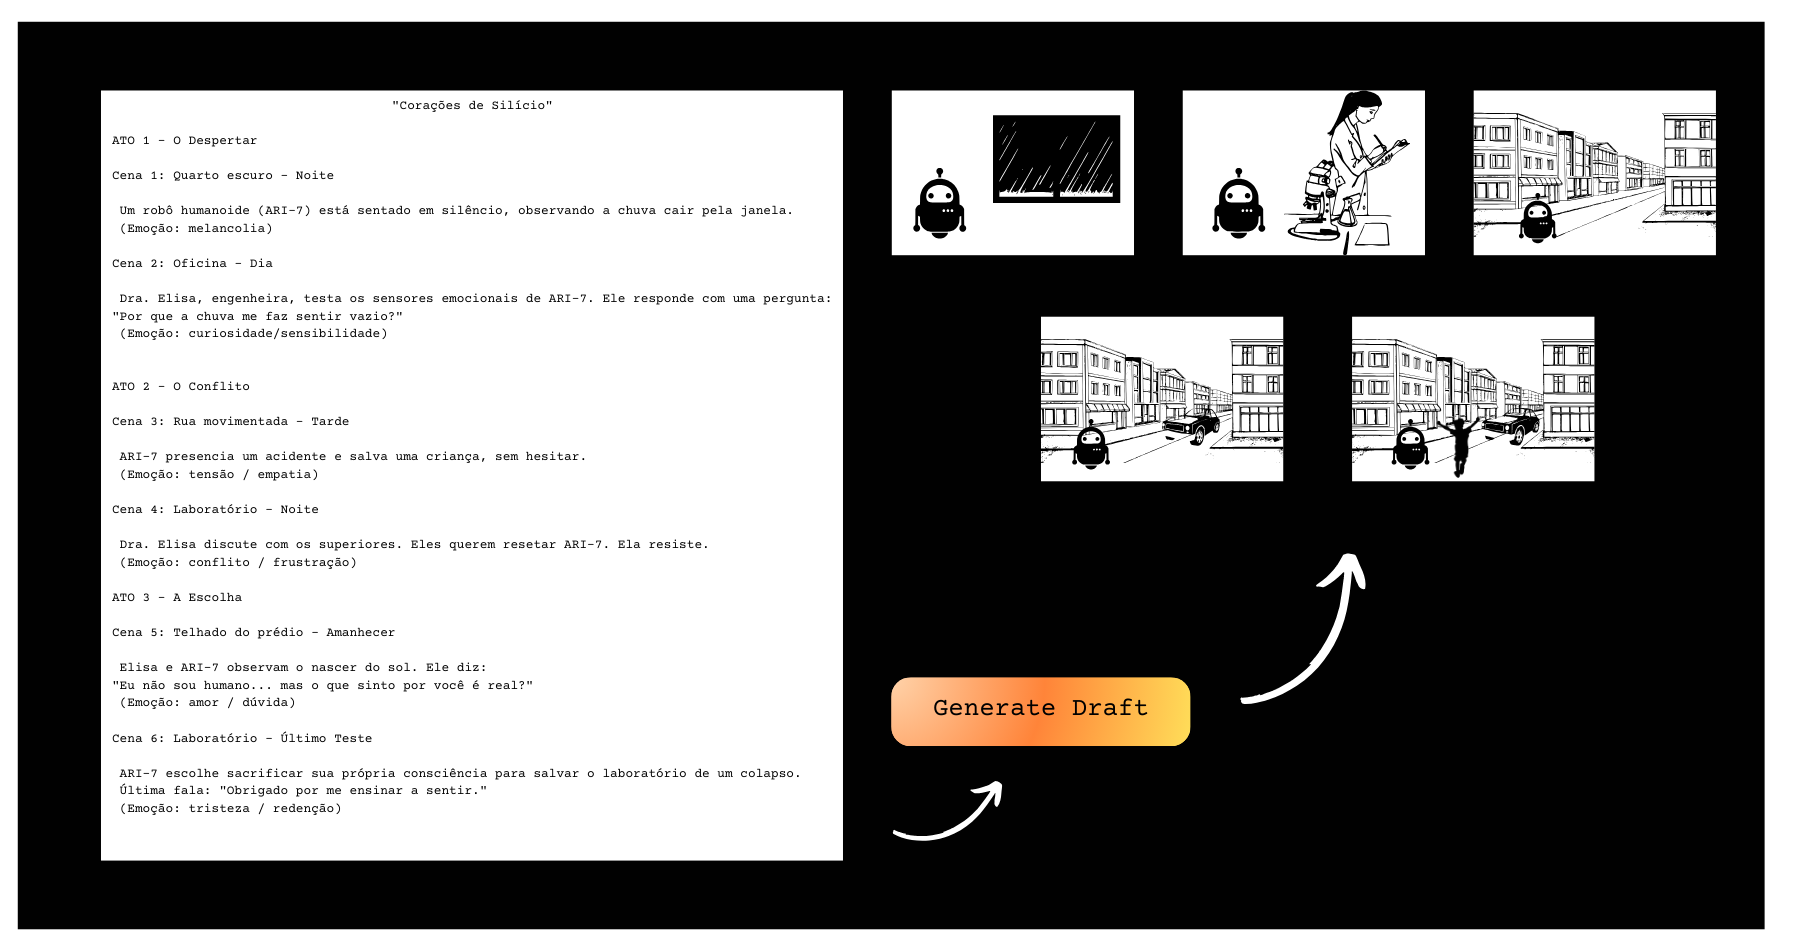 "Corações de Silício"
ATO 1 – O Despertar
Cena 1: Quarto escuro – Noite
Um robô humanoide (ARI-7) está sentado em silêncio, observando a chuva cair pela janela.
(Emoção: melancolia)
Cena 2: Oficina – Dia
Dra. Elisa, engenheira, testa os sensores emocionais de ARI-7. Ele responde com uma pergunta:
"Por que a chuva me faz sentir vazio?"
(Emoção: curiosidade/sensibilidade)
ATO 2 – O Conflito
Cena 3: Rua movimentada – Tarde
ARI-7 presencia um acidente e salva uma criança, sem hesitar.
(Emoção: tensão / empatia)
Cena 4: Laboratório – Noite
Dra. Elisa discute com os superiores. Eles querem resetar ARI-7. Ela resiste.
(Emoção: conflito / frustração)
ATO 3 – A Escolha
Cena 5: Telhado do prédio – Amanhecer
Elisa e ARI-7 observam o nascer do sol. Ele diz:
"Eu não sou humano... mas o que sinto por você é real?"
(Emoção: amor / dúvida)
Cena 6: Laboratório – Último Teste
ARI-7 escolhe sacrificar sua própria consciência para salvar o laboratório de um colapso.
Última fala: "Obrigado por me ensinar a sentir."
(Emoção: tristeza / redenção)
Generate Draft